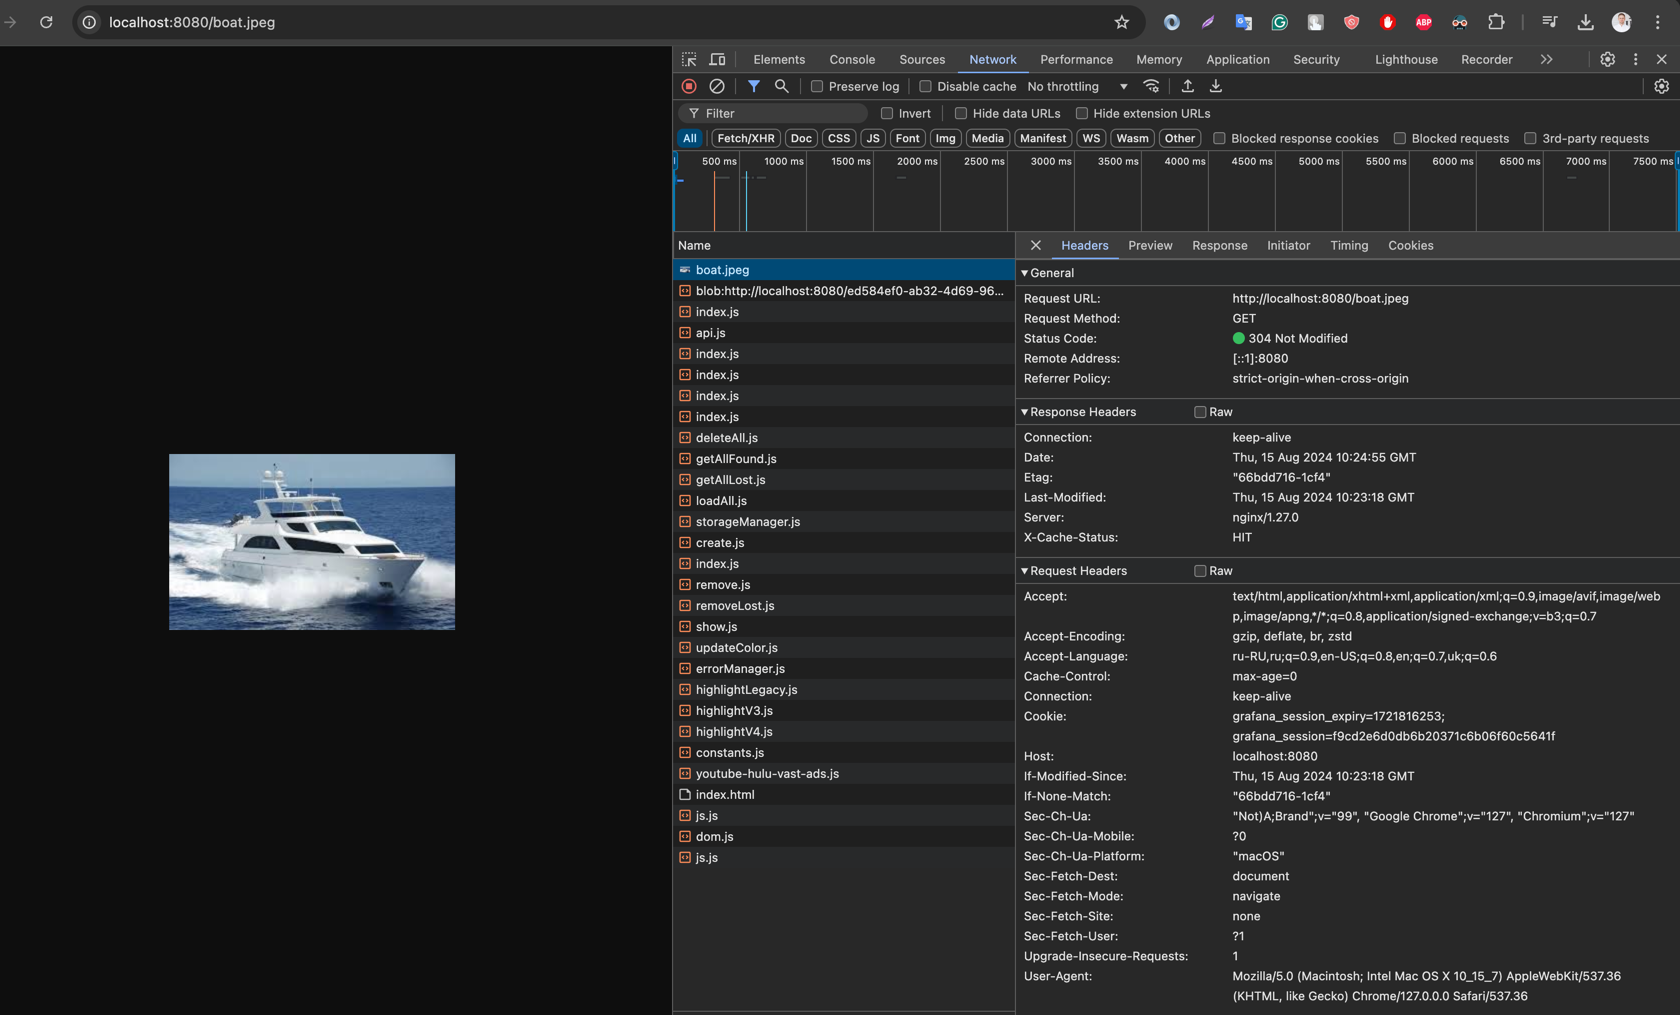 localhost:8080/boat.jpeg
ABP
Elements Console Sources Network Performance Memory Application Security Lighthouse Recorder
Preserve log Disable cache No throttling
Filter Invert Hide data URLs Hide extension URLs
All Fetch/XHR Doc CSS JS Font Img Media Manifest WS Wasm Other Blocked response cookies Blocked requests 3rd-party requests
500 ms 1000 ms 1500 ms 2000 ms 2500 ms 3000 ms 3500 ms 4000 ms 4500 ms 5000 ms 5500 ms 6000 ms 6500 ms 7000 ms 7500 ms
Name
boat.jpeg
blob:http://localhost:8080/ed584ef0-ab32-4d69-96...
index.js
api.js
index.js
index.js
index.js
index.js
deleteAll.js
getAllFound.js
getAllLost.js
loadAll.js
storageManager.js
create.js
index.js
remove.js
removeLost.js
show.js
updateColor.js
errorManager.js
highlightLegacy.js
highlightV3.js
highlightV4.js
constants.js
youtube-hulu-vast-ads.js
index.html
js.js
dom.js
js.js
Headers Preview Response Initiator Timing Cookies
General
Request URL: http://localhost:8080/boat.jpeg
Request Method: GET
Status Code: 304 Not Modified
Remote Address: [::1]:8080
Referrer Policy: strict-origin-when-cross-origin
Response Headers Raw
Connection: keep-alive
Date: Thu, 15 Aug 2024 10:24:55 GMT
Etag: "66bdd716-1cf4"
Last-Modified: Thu, 15 Aug 2024 10:23:18 GMT
Server: nginx/1.27.0
X-Cache-Status: HIT
Request Headers Raw
Accept: text/html,application/xhtml+xml,application/xml;q=0.9,image/avif,image/web
p,image/apng,*/*;q=0.8,application/signed-exchange;v=b3;q=0.7
Accept-Encoding: gzip, deflate, br, zstd
Accept-Language: ru-RU,ru;q=0.9,en-US;q=0.8,en;q=0.7,uk;q=0.6
Cache-Control: max-age=0
Connection: keep-alive
Cookie: grafana_session_expiry=1721816253;
grafana_session=f9cd2e6d0db6b20371c6b06f60c5641f
Host: localhost:8080
If-Modified-Since: Thu, 15 Aug 2024 10:23:18 GMT
If-None-Match: "66bdd716-1cf4"
Sec-Ch-Ua: "Not)A;Brand";v="99", "Google Chrome";v="127", "Chromium";v="127"
Sec-Ch-Ua-Mobile: ?0
Sec-Ch-Ua-Platform: "macOS"
Sec-Fetch-Dest: document
Sec-Fetch-Mode: navigate
Sec-Fetch-Site: none
Sec-Fetch-User: ?1
Upgrade-Insecure-Requests: 1
User-Agent: Mozilla/5.0 (Macintosh; Intel Mac OS X 10_15_7) AppleWebKit/537.36
(KHTML, like Gecko) Chrome/127.0.0.0 Safari/537.36